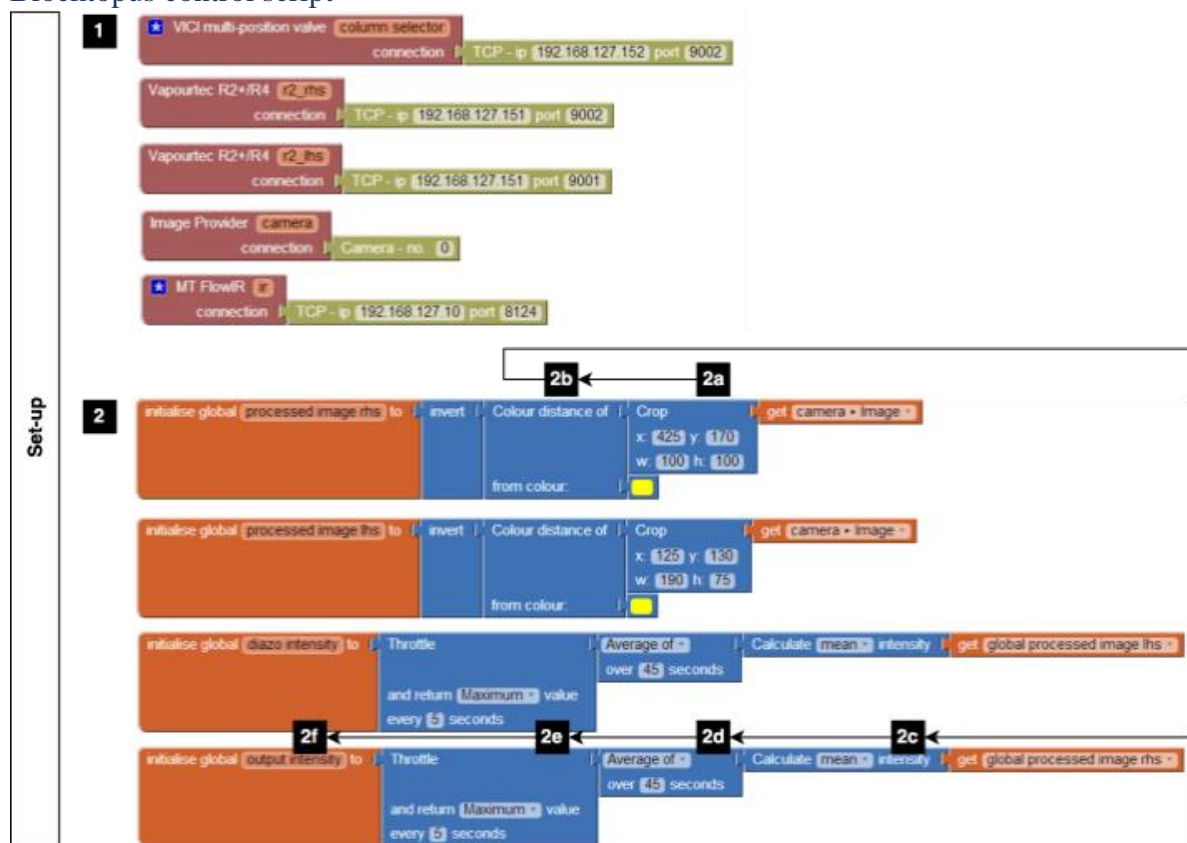 Blocktopus control script
Set-up
1
VICI multi-position valve column selector
connection TCP - ip 192.168.127.152 port 9002
Vapourtec R2+/R4 r2_rhs
connection TCP - ip 192.168.127.151 port 9002
Vapourtec R2+/R4 r2_lhs
connection TCP - ip 192.168.127.151 port 9001
Image Provider camera
connection Camera - no. 0
MT FlowIR ir
connection TCP - ip 192.168.127.10 port 8124
2b 2a
2
initialise global processed image rhs to invert Colour distance of Crop get camera • Image
x: 425 y: 170
w: 100 h: 100
from colour:
initialise global processed image lhs to invert Colour distance of Crop get camera • Image
x: 125 y: 130
w: 190 h: 75
from colour:
initialise global diazo intensity to Throttle Average of Calculate mean intensity get global processed image lhs
over 45 seconds
and return Maximum value
every 5 seconds
2f 2e 2d 2c
initialise global output intensity to Throttle Average of Calculate mean intensity get global processed image rhs
over 45 seconds
and return Maximum value
every 5 seconds